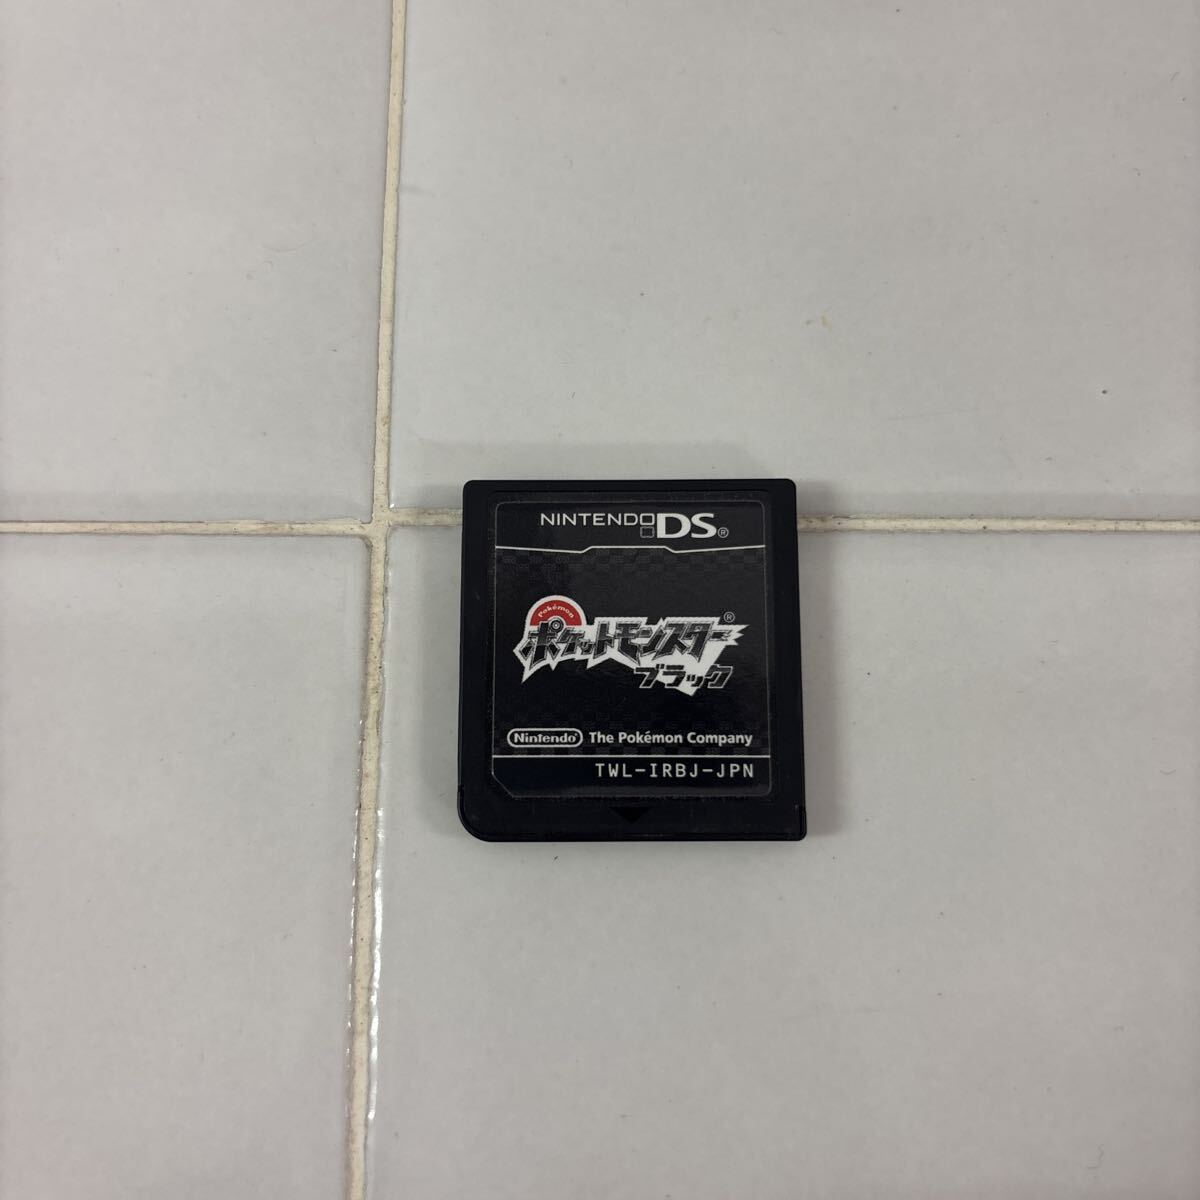 NINTENDO DS®
Pokémon
ポケットモンスター®
ブラック
Nintendo® The Pokémon Company
TWL-IRBJ-JPN